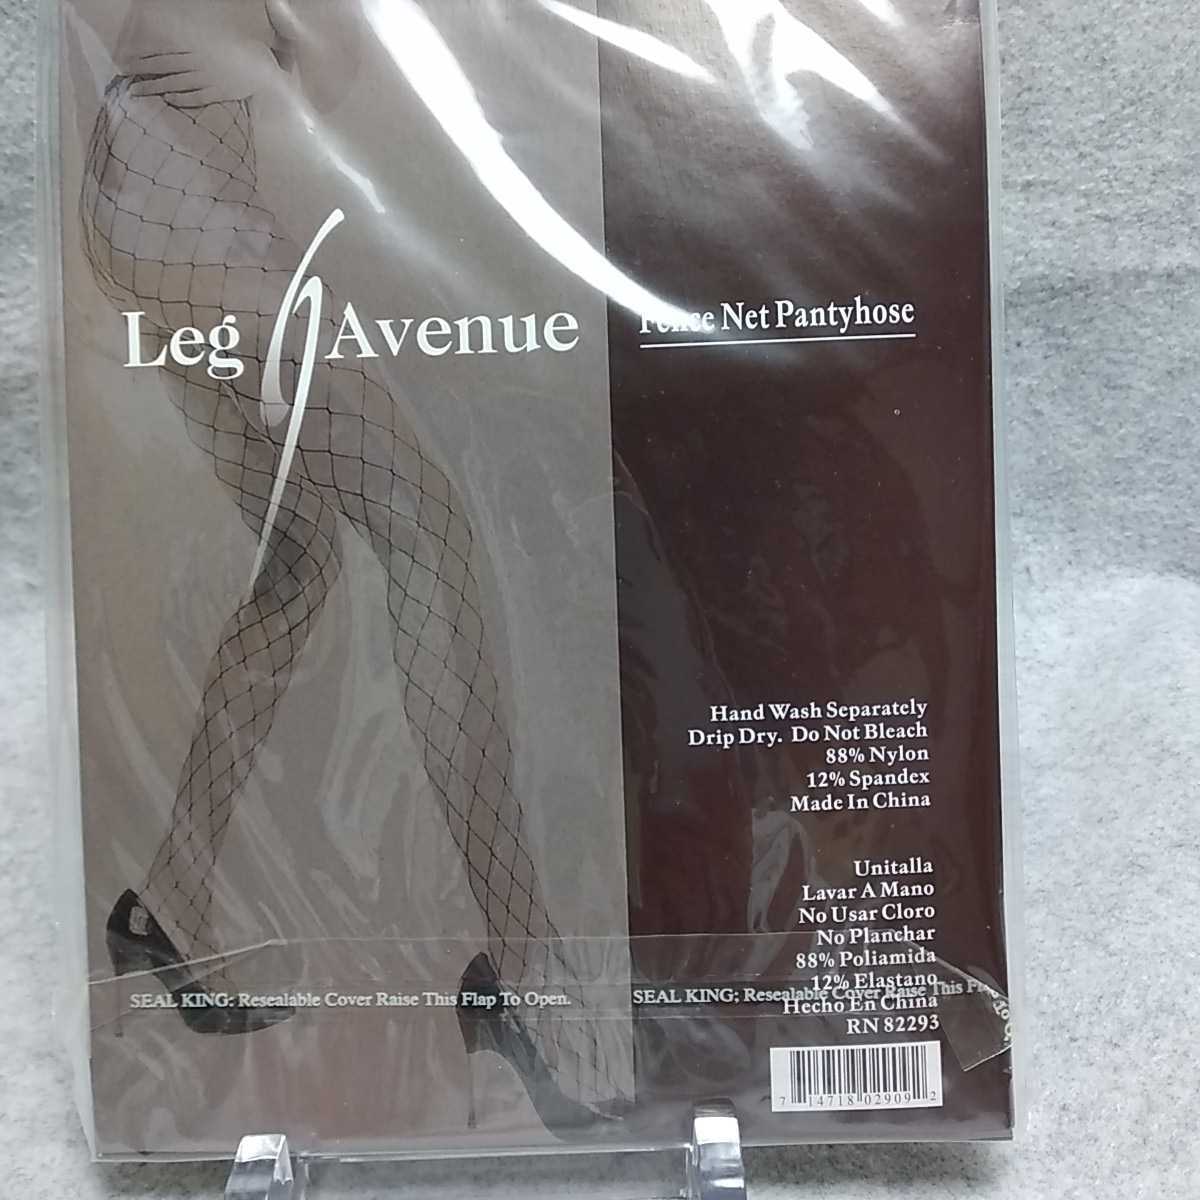 Leg Avenue
Fence Net Pantyhose
Hand Wash Separately
Drip Dry. Do Not Bleach
88% Nylon
12% Spandex
Made In China
Unitalla
Lavar A Mano
No Usar Cloro
No Planchar
88% Poliamida
12% Elastano
SEAL KING: Resealable Cover Raise This Flap To Open.
SEAL KING; Resealable Cover Raise This
Hecho En China
RN 82293
7 14718 02909 2